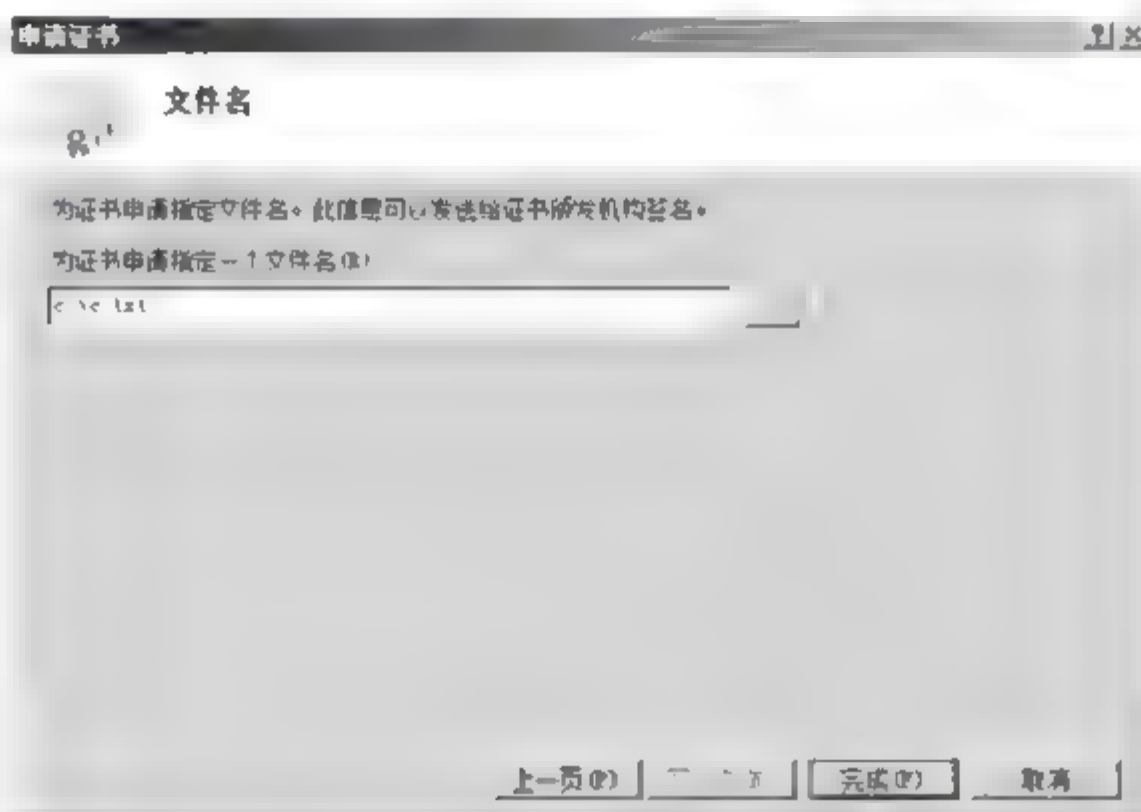 申请证书
文件名
为证书申请指定文件名。此信息可以发送给证书颁发机构签名。
为证书申请指定一个文件名(R)
上一页(P)
完成(F)
取消